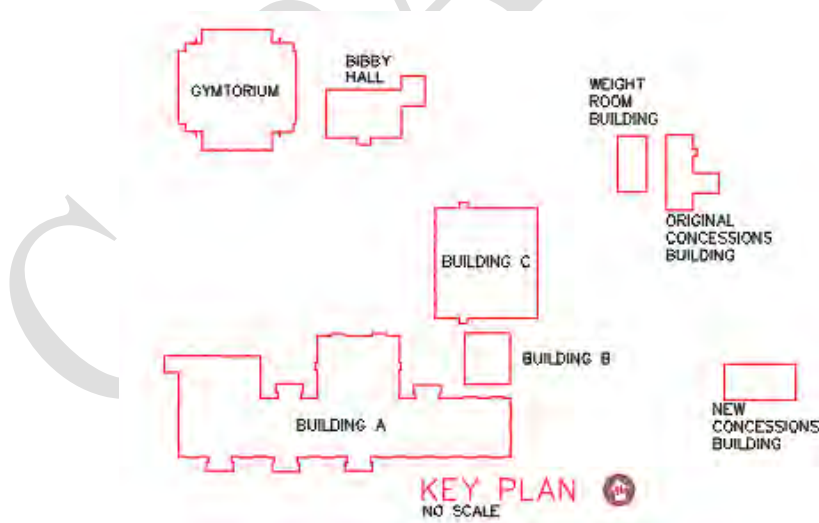 GYMTORIUM
BIBBY
HALL
WEIGHT
ROOM
BUILDING
ORIGINAL
CONCESSIONS
BUILDING
BUILDING C
BUILDING B
BUILDING A
NEW
CONCESSIONS
BUILDING
KEY PLAN
NO SCALE